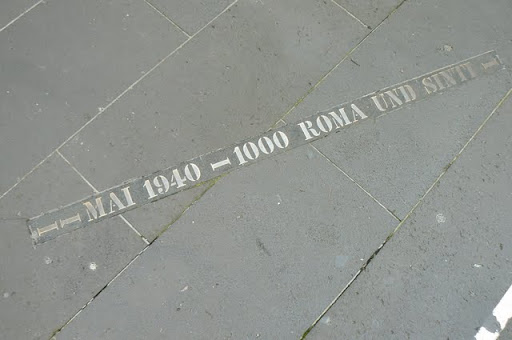 MAI 1940 – 1000 ROMA UND SINTI